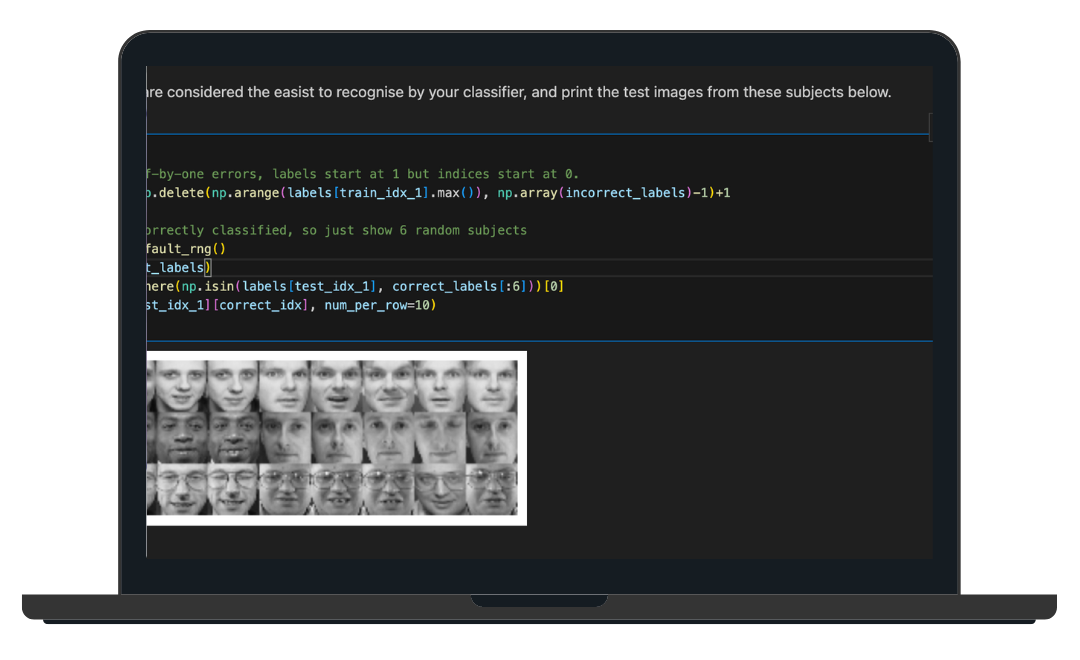 are considered the easist to recognise by your classifier, and print the test images from these subjects below.
f-by-one errors, labels start at 1 but indices start at 0.
p.delete(np.arange(labels[train_idx_1].max()), np.array(incorrect_labels)-1)+1
orrectly classified, so just show 6 random subjects
fault_rng()
t_labels)
here(np.isin(labels[test_idx_1], correct_labels[:6]))[0]
st_idx_1][correct_idx], num_per_row=10)